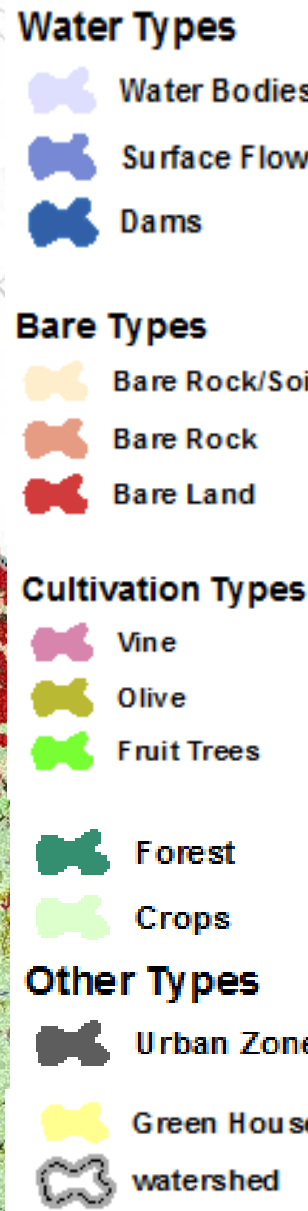 Water Types
Water Bodies
Surface Flow
Dams
Bare Types
Bare Rock/Soi
Bare Rock
Bare Land
Cultivation Types
Vine
Olive
Fruit Trees
Forest
Crops
Other Types
Urban Zone
Green House
watershed